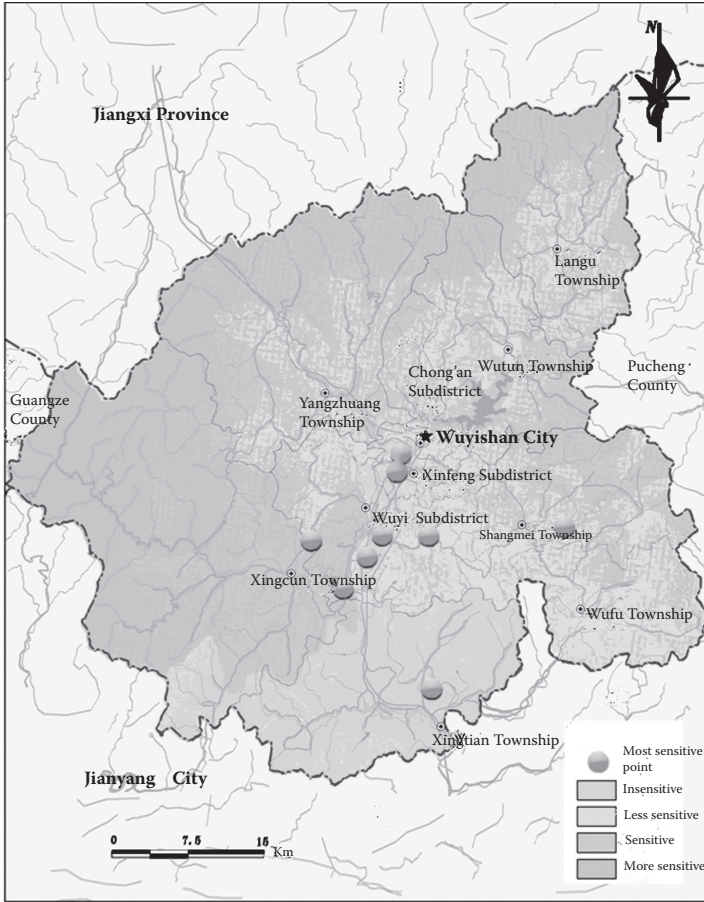 N
Jiangxi Province
Langu
Township
Wutun Township
Pucheng
County
Chong'an
Subdistrict
Guangze
County
Yangzhuang
Township
Wuyishan City
Xinfeng Subdistrict
Wuyi Subdistrict
Shangmei Township
Xingcun Township
Wufu Township
Xingtian Township
Jianyang City
Most sensitive
point
Insensitive
Less sensitive
Sensitive
More sensitive
0 7.5 15
Km